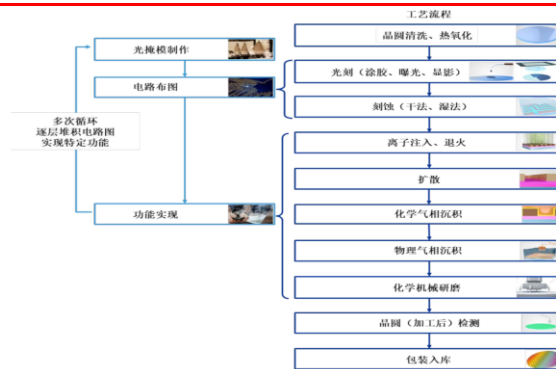 工艺流程
晶圆清洗、热氧化
光掩模制作
光刻（涂胶、曝光、显影）
电路布图
刻蚀（干法、湿法）
多次循环
逐层堆积电路图
实现特定功能
离子注入、退火
扩散
功能实现
化学气相沉积
物理气相沉积
化学机械研磨
晶圆（加工后）检测
包装入库